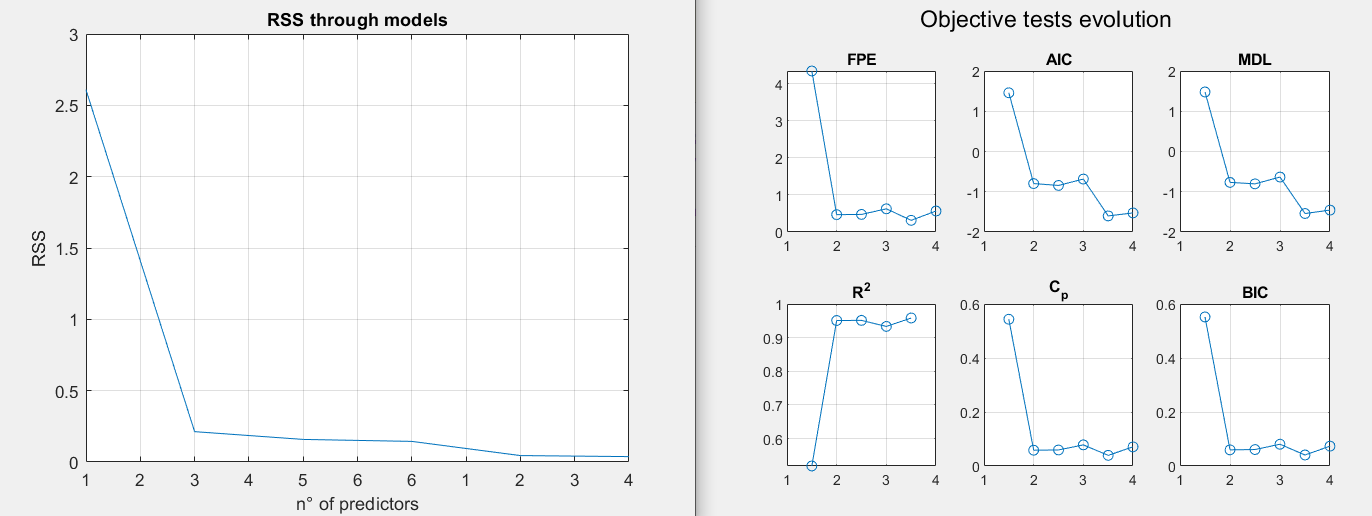 RSS through models
3
2.5
2
1.5
1
0.5
0
RSS
1 2 3 4 5 6 6 1 2 3 4
n° of predictors
Objective tests evolution
FPE
4
3
2
1
0
1 2 3 4
AIC
2
1
0
-1
-2
1 2 3 4
MDL
2
1
0
-1
-2
1 2 3 4
R²
1
0.9
0.8
0.7
0.6
1 2 3 4
Cₚ
0.6
0.4
0.2
0
1 2 3 4
BIC
0.6
0.4
0.2
0
1 2 3 4